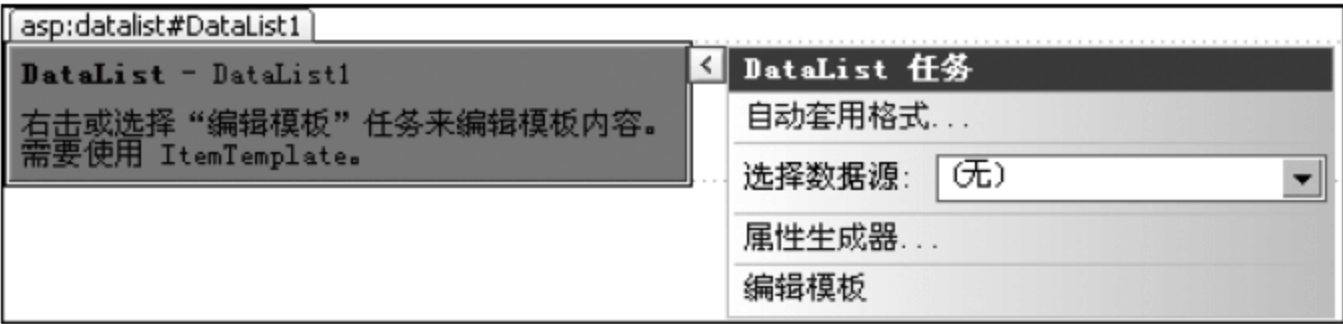 asp:datalist#DataList1
DataList - DataList1
右击或选择“编辑模板”任务来编辑模板内容。
需要使用 ItemTemplate。
DataList 任务
自动套用格式...
选择数据源: (无)
属性生成器...
编辑模板